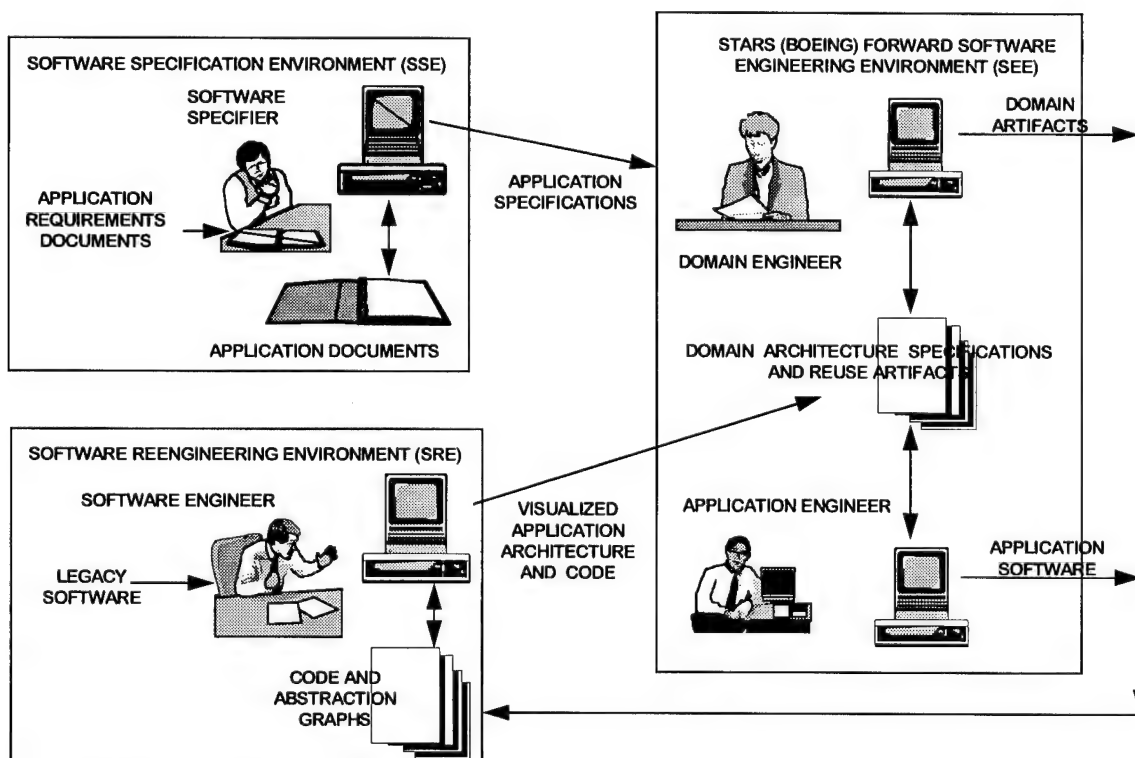 SOFTWARE SPECIFICATION ENVIRONMENT (SSE)
SOFTWARE
SPECIFIER
APPLICATION
REQUIREMENTS
DOCUMENTS
APPLICATION DOCUMENTS
APPLICATION
SPECIFICATIONS
STARS (BOEING) FORWARD SOFTWARE
ENGINEERING ENVIRONMENT (SEE)
DOMAIN
ARTIFACTS
DOMAIN ENGINEER
DOMAIN ARCHITECTURE SPECIFICATIONS
AND REUSE ARTIFACTS
APPLICATION ENGINEER
APPLICATION
SOFTWARE
SOFTWARE REENGINEERING ENVIRONMENT (SRE)
SOFTWARE ENGINEER
LEGACY
SOFTWARE
CODE AND
ABSTRACTION
GRAPHS
VISUALIZED
APPLICATION
ARCHITECTURE
AND CODE